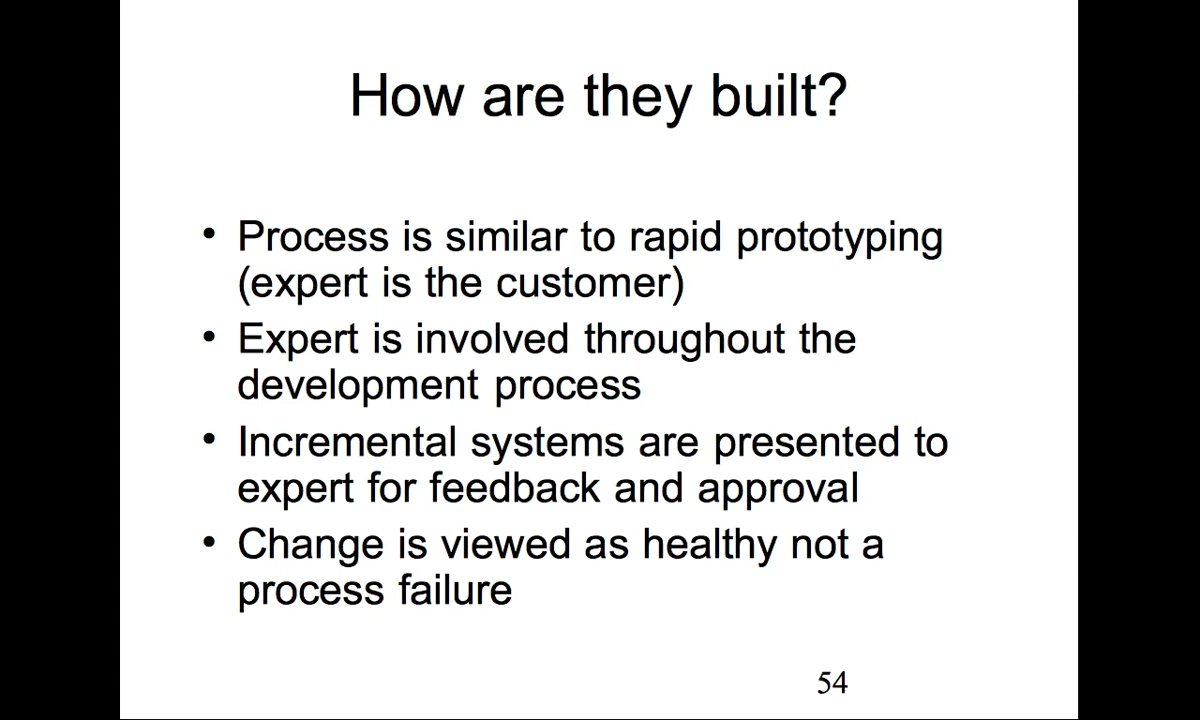 How are they built?
• Process is similar to rapid prototyping
(expert is the customer)
• Expert is involved throughout the
development process
• Incremental systems are presented to
expert for feedback and approval
• Change is viewed as healthy not a
process failure
54